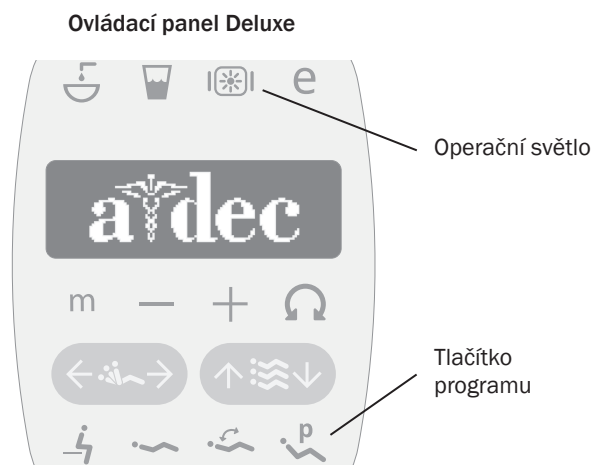 Ovládací panel Deluxe
e
Operační světlo
a dec
m − +
Tlačítko
programu
p